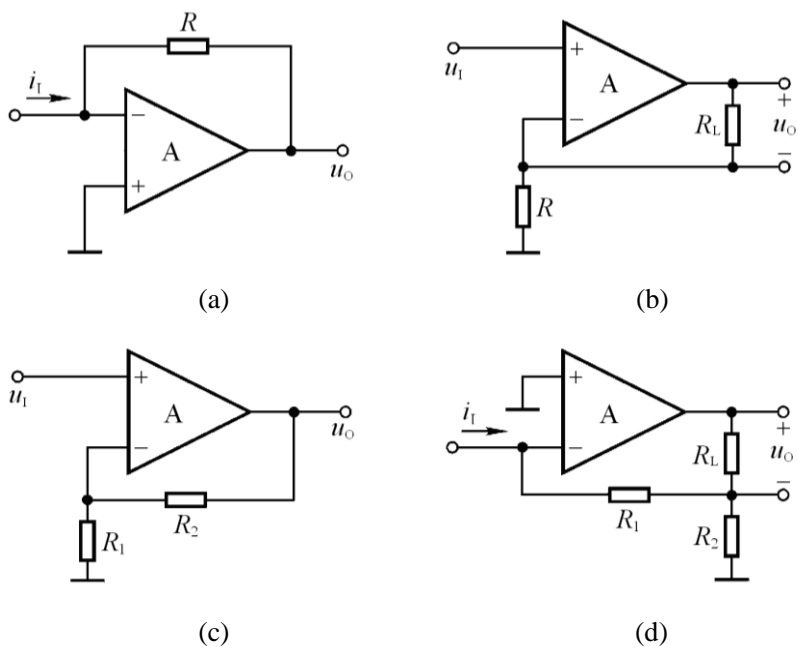 R
i_I
−
A
+
u_O
(a)
u_I
+
A
−
R_L
+
u_O
−
R
(b)
u_I
+
A
−
u_O
R_2
R_1
(c)
+
A
i_I
−
R_L
+
u_O
−
R_1
R_2
(d)